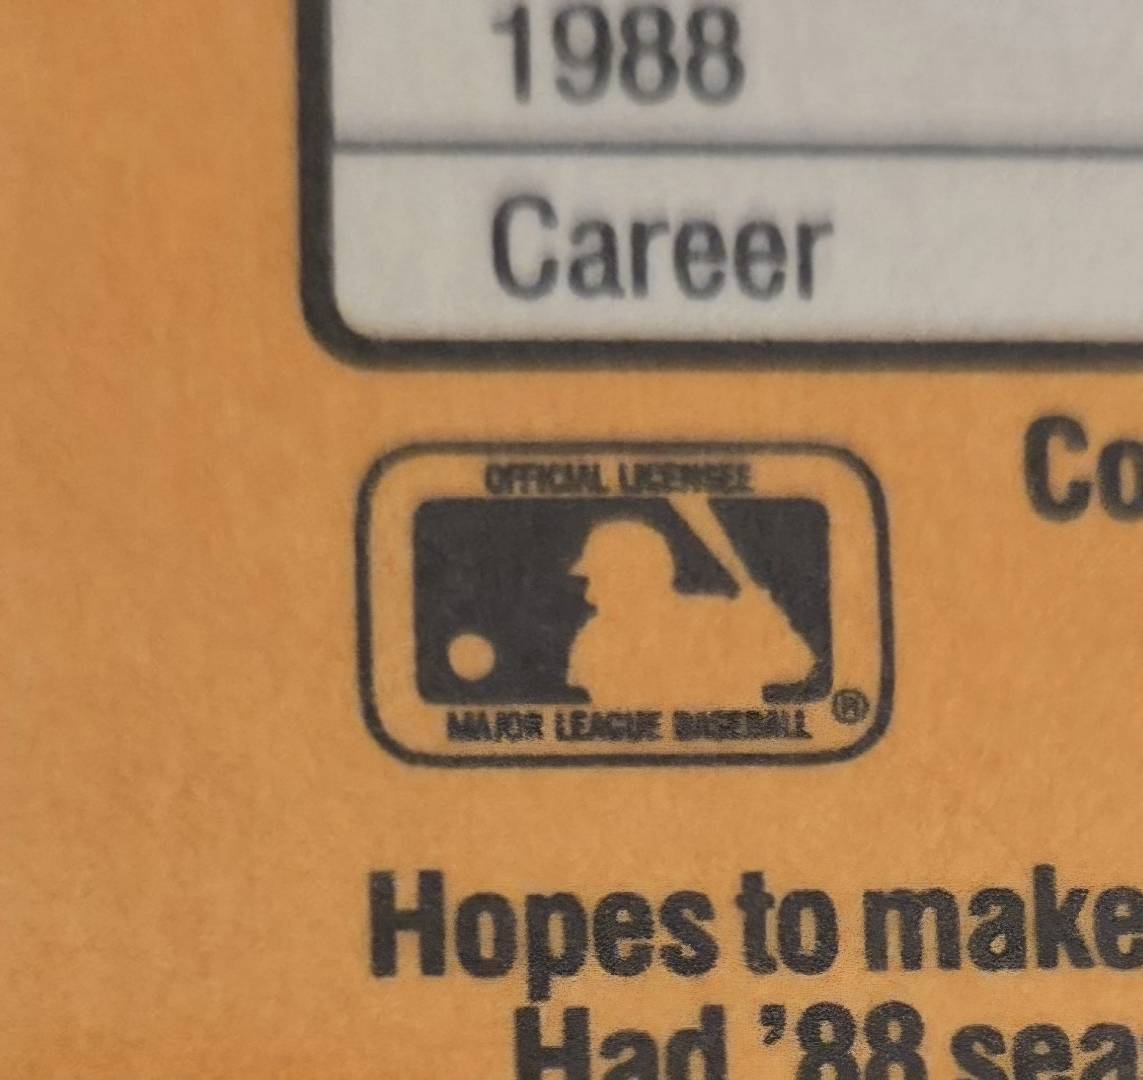 1988
Career
Co
OFFICIAL LICENSEE
MAJOR LEAGUE BASEBALL ®
Hopes to make
Had ’88 sea